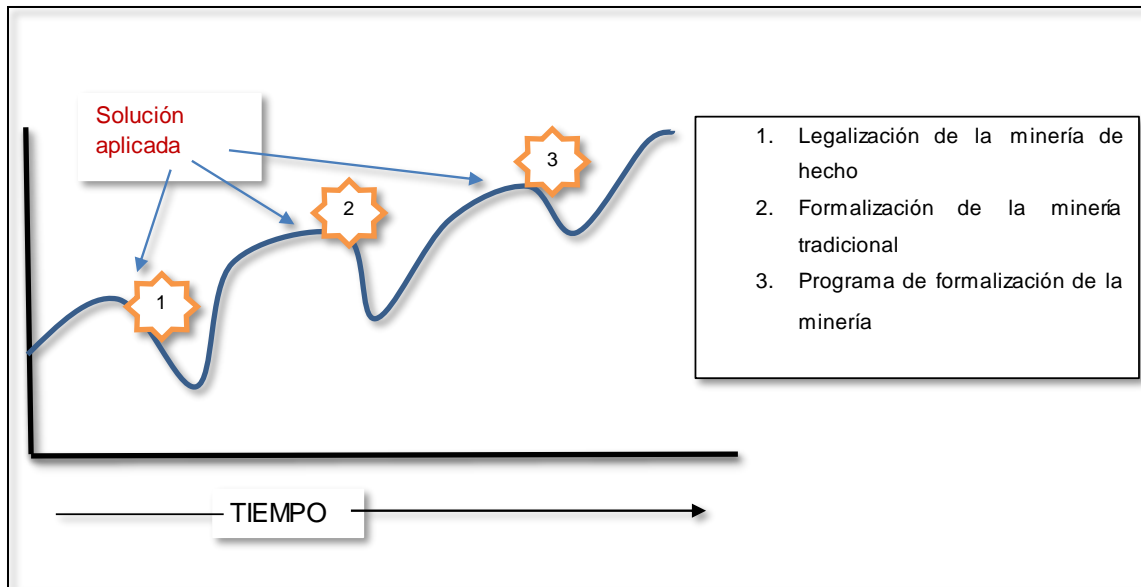 Solución
aplicada
1
2
3
1. Legalización de la minería de
hecho
2. Formalización de la minería
tradicional
3. Programa de formalización de la
minería
TIEMPO